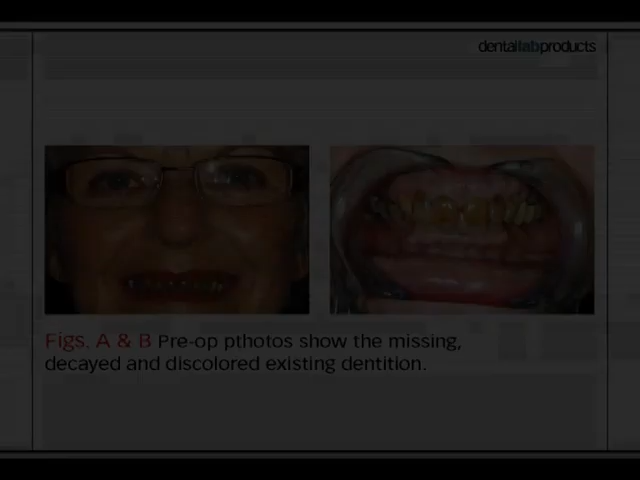 dentallabproducts
Figs. A & B Pre-op pthotos show the missing,
decayed and discolored existing dentition.